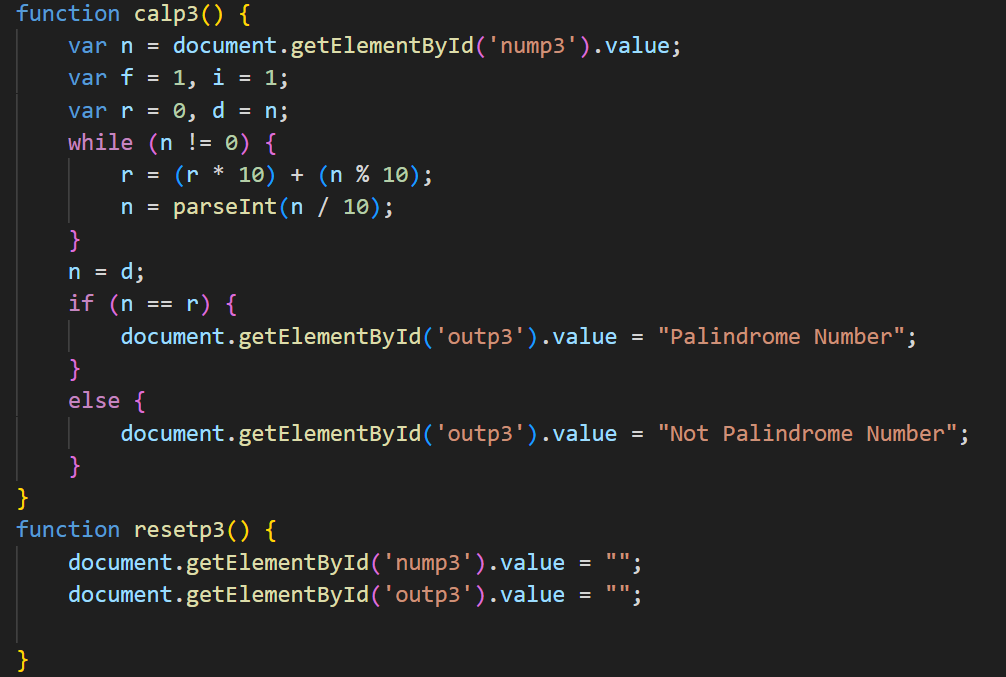 function calp3() {
    var n = document.getElementById('nump3').value;
    var f = 1, i = 1;
    var r = 0, d = n;
    while (n != 0) {
        r = (r * 10) + (n % 10);
        n = parseInt(n / 10);
    }
    n = d;
    if (n == r) {
        document.getElementById('outp3').value = "Palindrome Number";
    }
    else {
        document.getElementById('outp3').value = "Not Palindrome Number";
    }
}
function resetp3() {
    document.getElementById('nump3').value = "";
    document.getElementById('outp3').value = "";

}